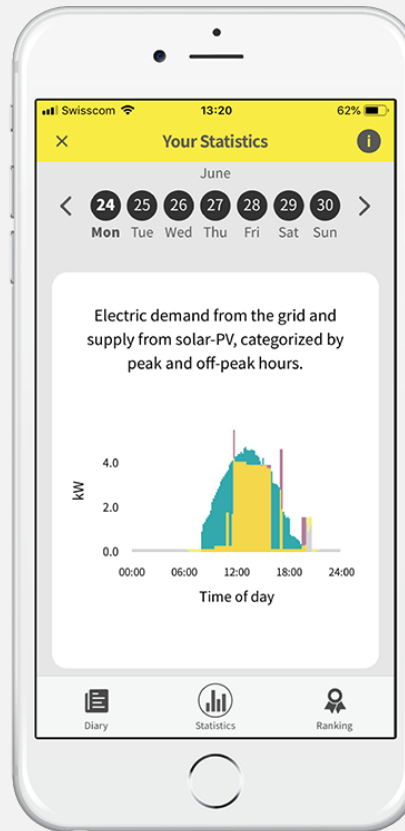 Swisscom 13:20 62%
Your Statistics
June
24 25 26 27 28 29 30
Mon Tue Wed Thu Fri Sat Sun
Electric demand from the grid and
supply from solar-PV, categorized by
peak and off-peak hours.
4.0
kW
2.0
0.0
00:00 06:00 12:00 18:00 24:00
Time of day
Diary Statistics Ranking